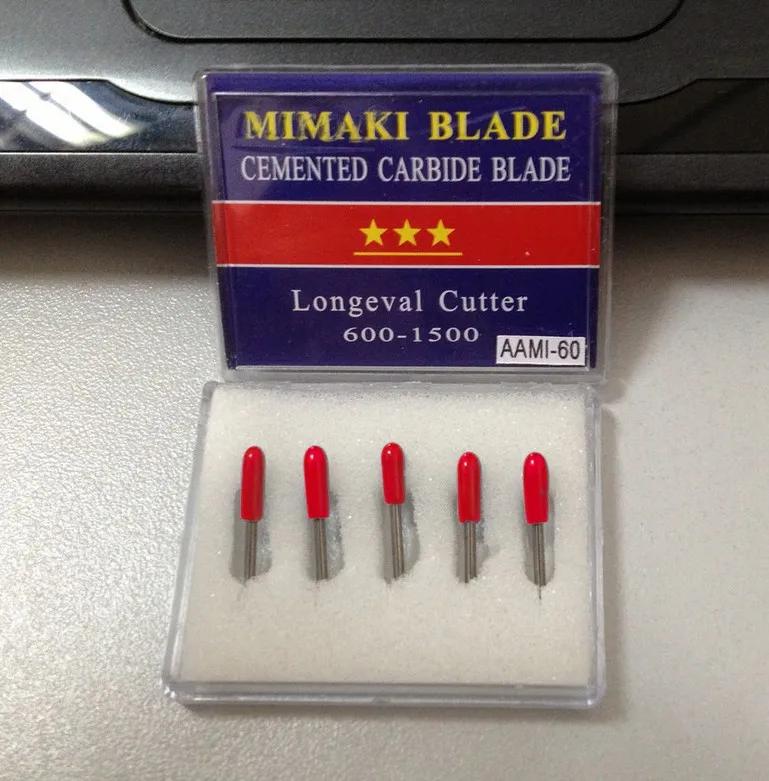 MIMAKI BLADE
CEMENTED CARBIDE BLADE
★★★
Longeval Cutter
600-1500
AAMI-60